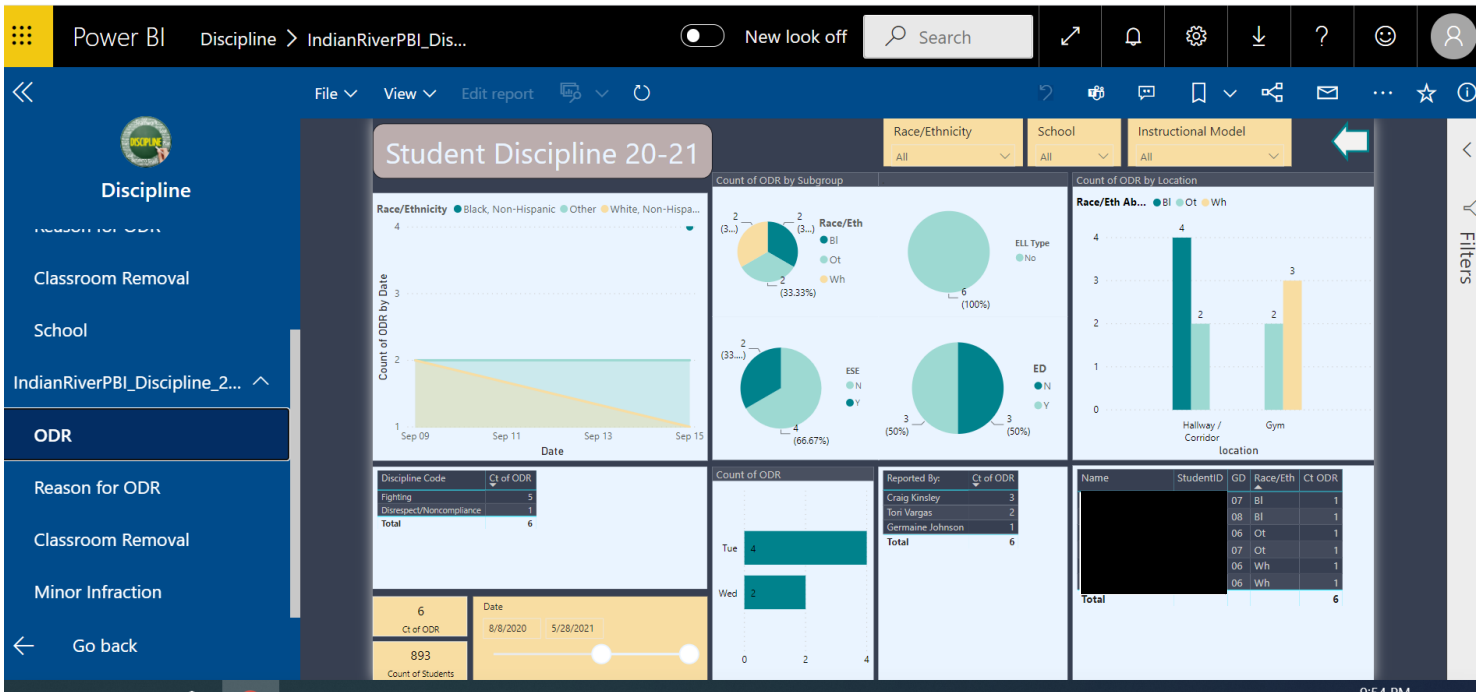 Power BI Discipline > IndianRiverPBI_Dis...
New look off
Search
File View Edit report
DISCIPLINE
Discipline
Reason for ODR
Classroom Removal
School
IndianRiverPBI_Discipline_2...
ODR
Reason for ODR
Classroom Removal
Minor Infraction
Go back
Student Discipline 20-21
Race/Ethnicity
All
School
All
Instructional Model
All
Race/Ethnicity Black, Non-Hispanic Other White, Non-Hispa...
Count of ODR by Date
4
3
2
1
Sep 09 Sep 11 Sep 13 Sep 15
Date
Count of ODR by Subgroup
2
(3...)
2
(3...)
2
(33.33%)
Race/Eth
Bl
Ot
Wh
6
(100%)
ELL Type
No
2
(33....)
4
(66.67%)
ESE
N
Y
3
(50%)
3
(50%)
ED
N
Y
Count of ODR by Location
Race/Eth Ab... Bl Ot Wh
4
3
2
1
0
4
2
2
3
Hallway /
Corridor
Gym
location
Discipline Code Ct of ODR
Fighting 5
Disrespect/Noncompliance 1
Total 6
Count of ODR
Tue 4
Wed 2
0 2 4
Reported By: Ct of ODR
Craig Kinsley 3
Tori Vargas 2
Germaine Johnson 1
Total 6
Name StudentID GD Race/Eth Ct ODR
07 Bl 1
08 Bl 1
06 Ot 1
07 Ot 1
06 Wh 1
06 Wh 1
Total 6
6
Ct of ODR
893
Count of Students
Date
8/8/2020 5/28/2021
Filters